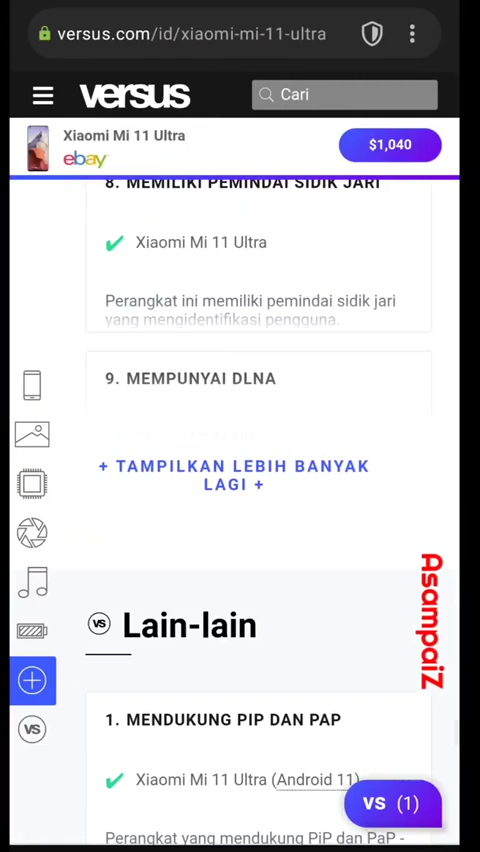 versus.com/id/xiaomi-mi-11-ultra
versus
Cari
Xiaomi Mi 11 Ultra
ebay
$1,040
8. MEMILIKI PEMINDAI SIDIK JARI
Xiaomi Mi 11 Ultra
Perangkat ini memiliki pemindai sidik jari
yang mengidentifikasi pengguna.
9. MEMPUNYAI DLNA
+ TAMPILKAN LEBIH BANYAK
LAGI +
AsampaiZ
VS
Lain-lain
VS
1. MENDUKUNG PIP DAN PAP
Xiaomi Mi 11 Ultra (Android 11)
VS (1)
Perangkat yang mendukung PiP dan PaP -